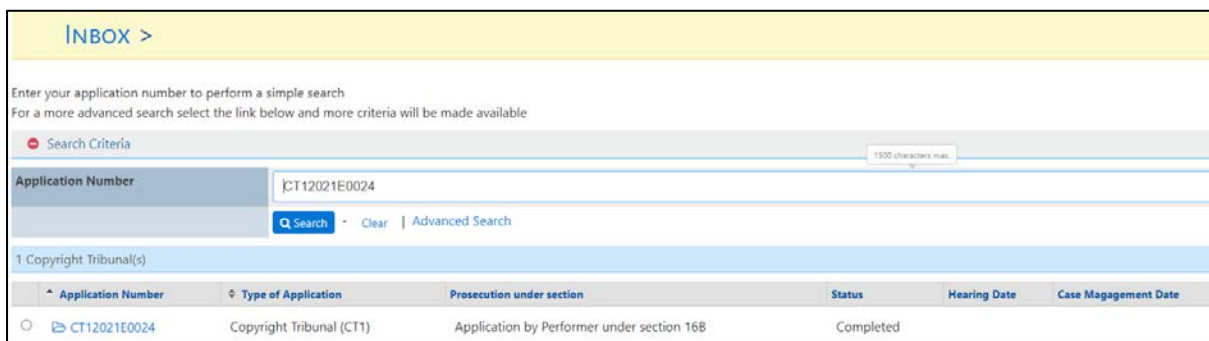 INBOX >
Enter your application number to perform a simple search
For a more advanced search select the link below and more criteria will be made available
Search Criteria
1500 characters max.
Application Number CT12021E0024
Search - Clear | Advanced Search
1 Copyright Tribunal(s)
Application Number Type of Application Prosecution under section Status Hearing Date Case Magagement Date
CT12021E0024 Copyright Tribunal (CT1) Application by Performer under section 16B Completed